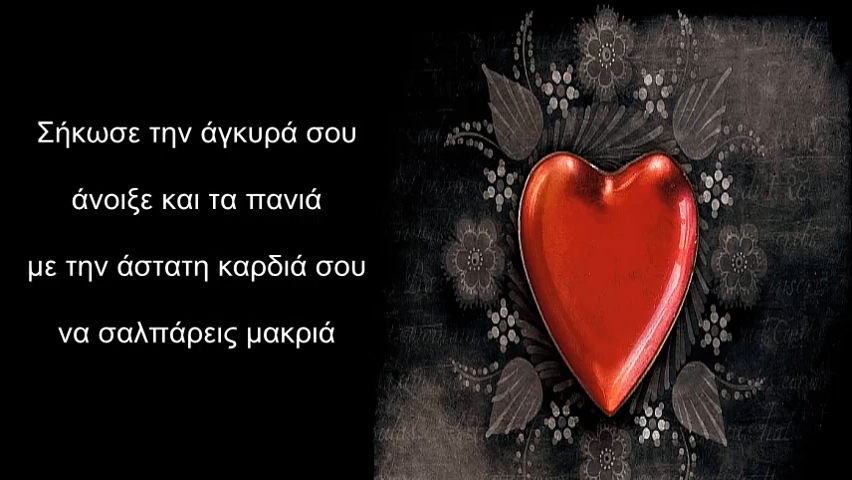 Σήκωσε την άγκυρά σου
άνοιξε και τα πανιά
με την άστατη καρδιά σου
να σαλπάρεις μακριά